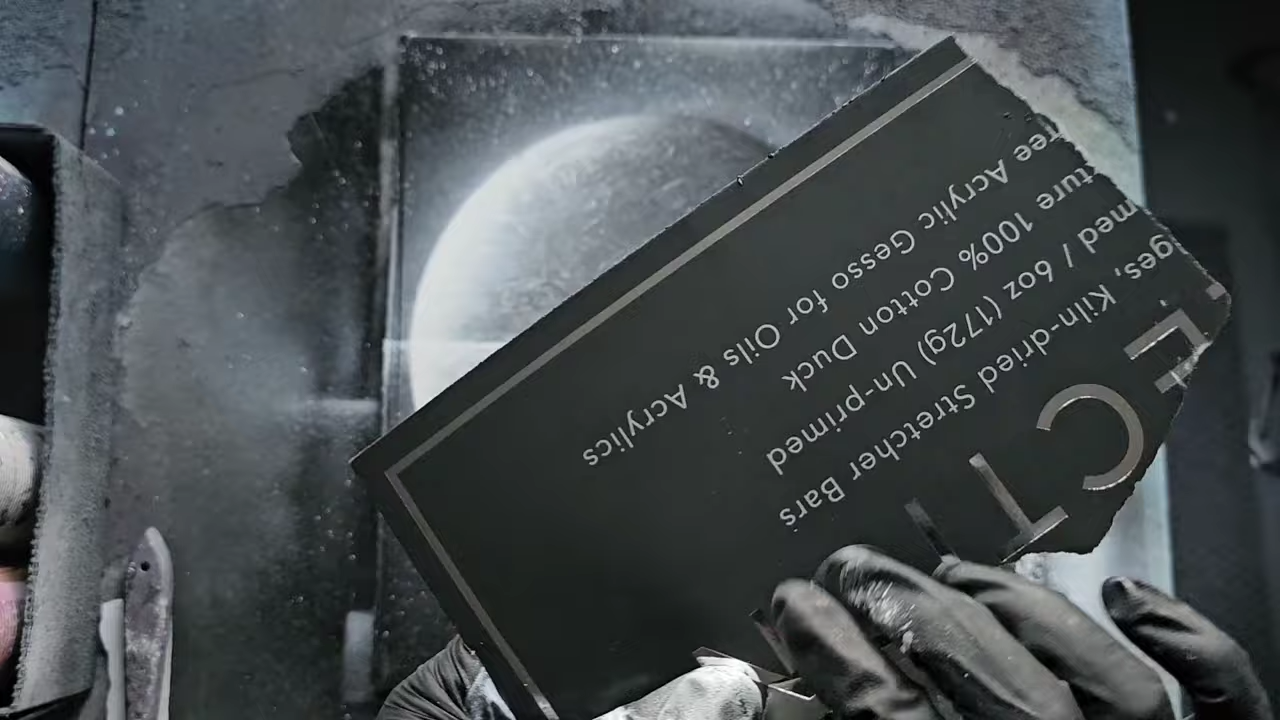 ECT
ges, Kiln-dried Stretcher Bars
med / 6oz (172g) Un-primed
ture 100% Cotton Duck
ree Acrylic Gesso for Oils & Acrylics